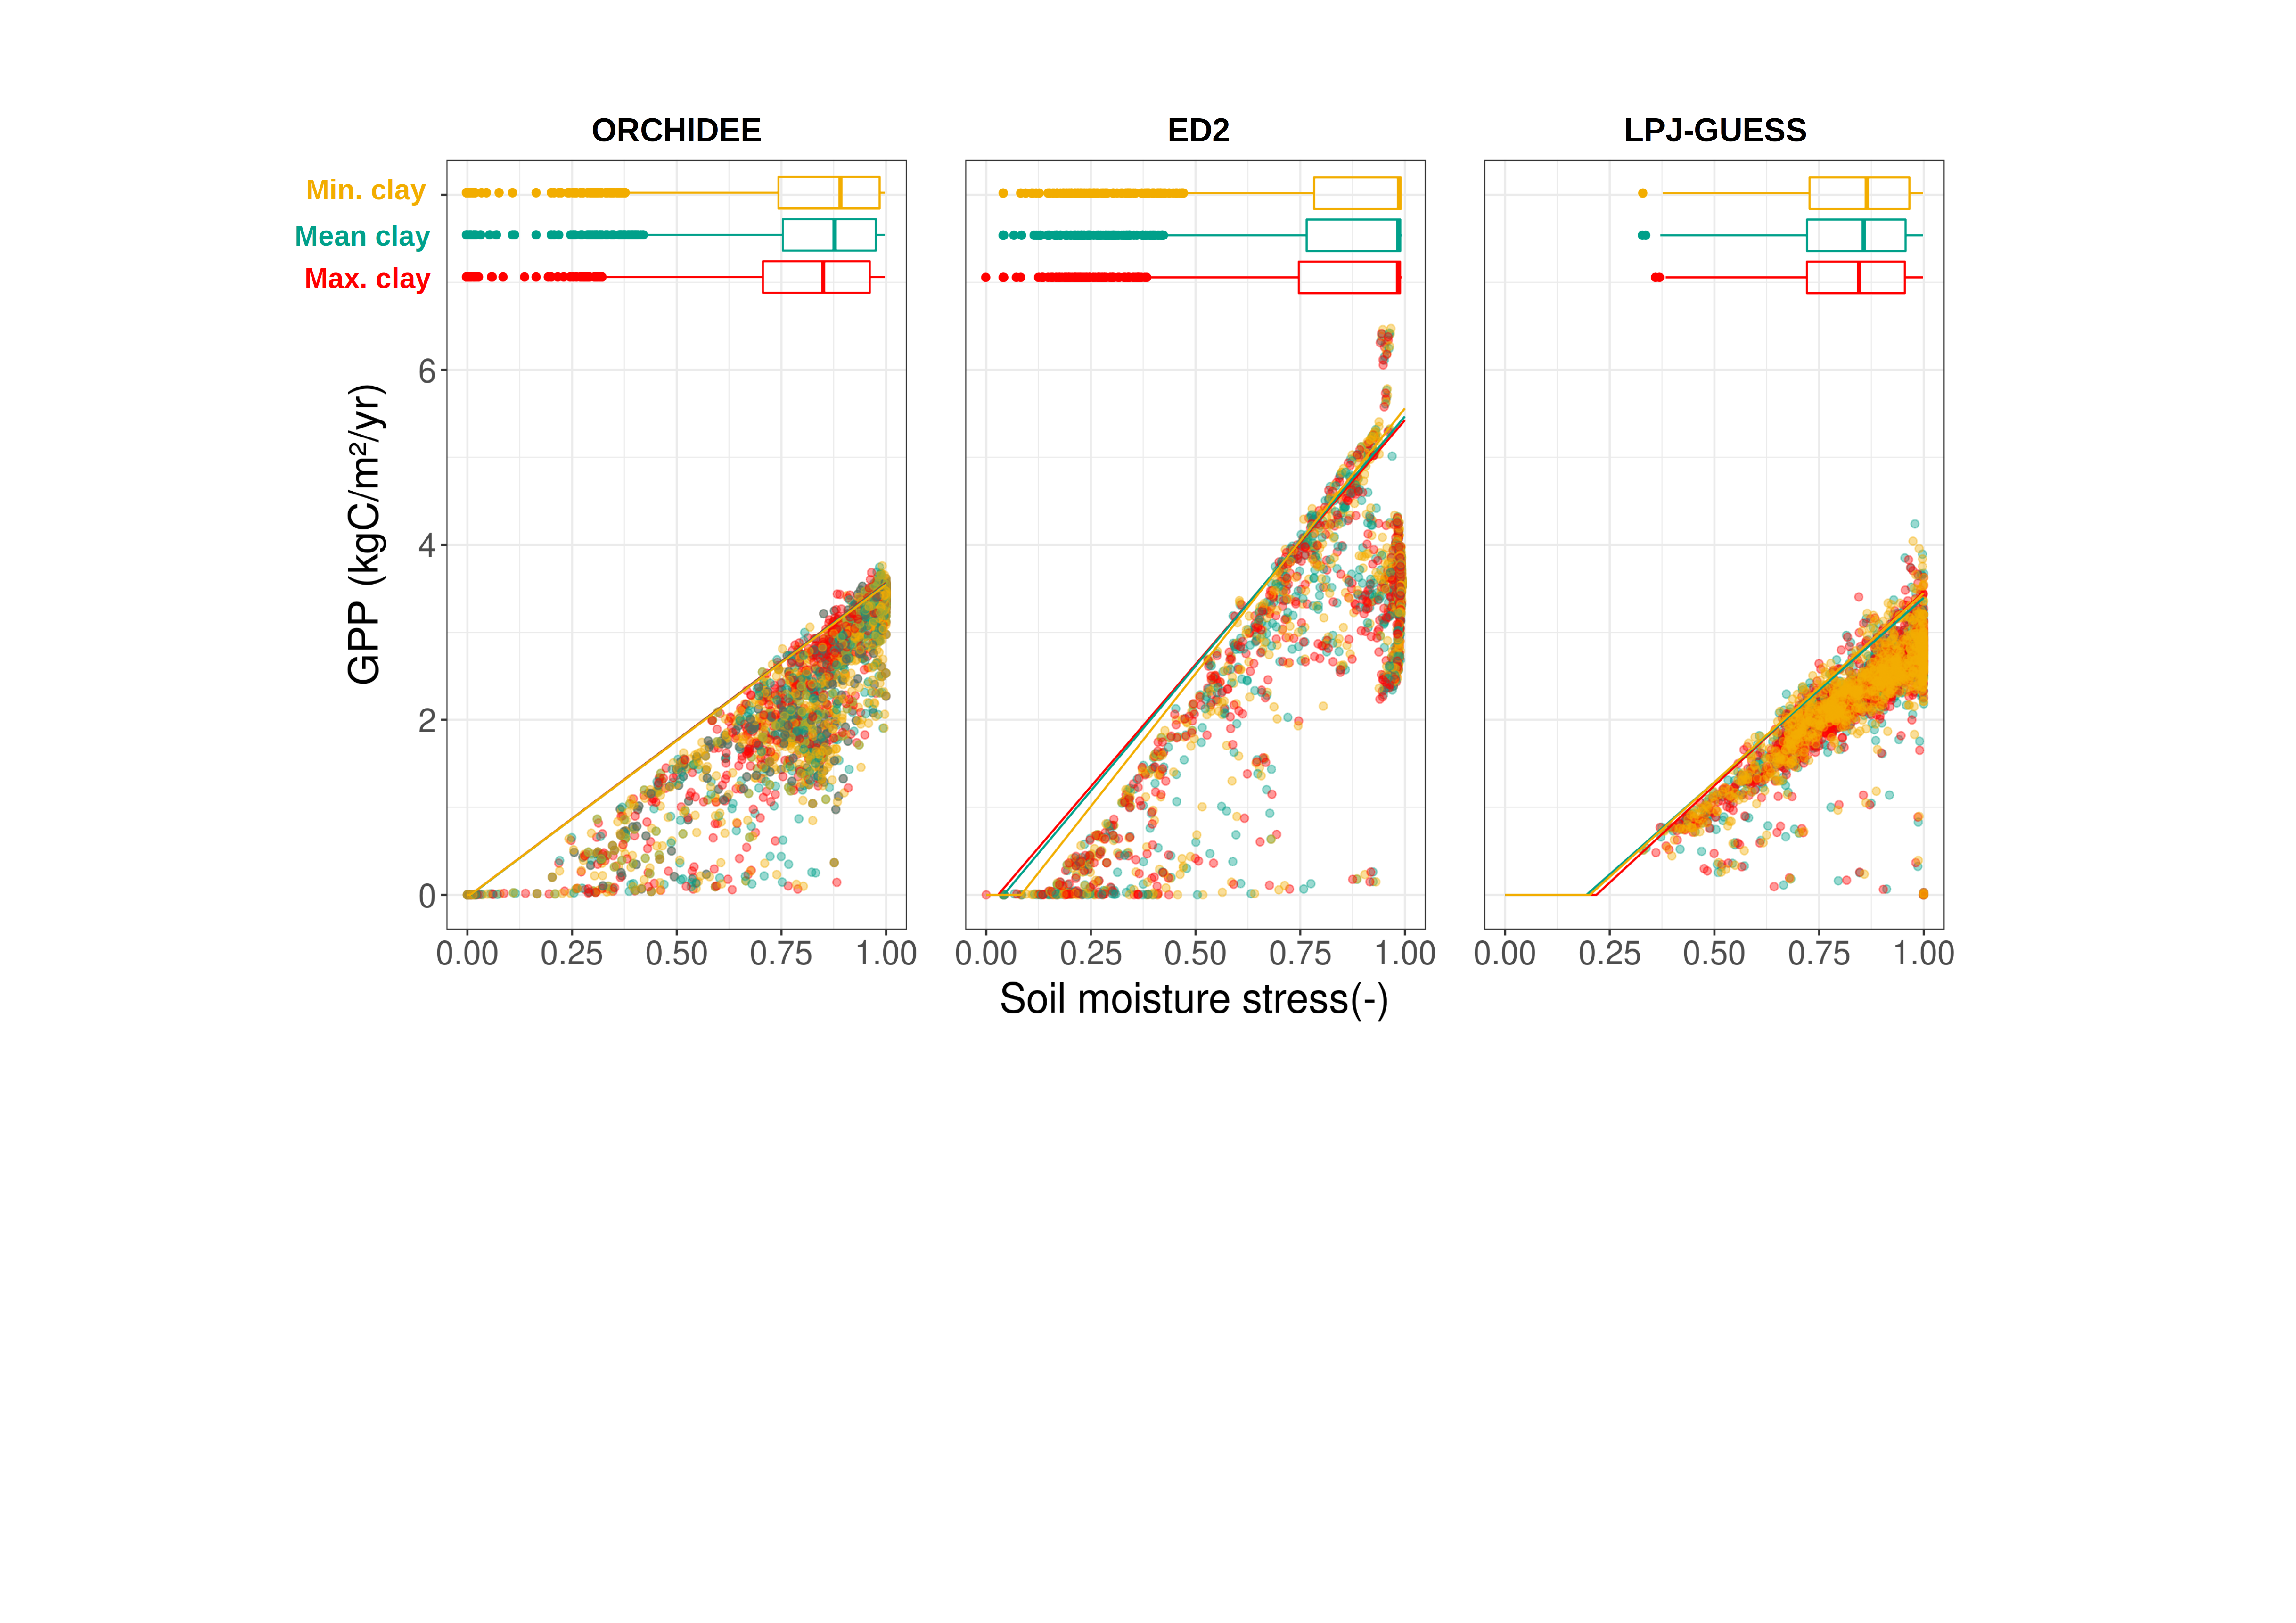 ORCHIDEE
ED2
LPJ-GUESS
Min. clay
Mean clay
Max. clay
GPP (kgC/m²/yr)
6
4
2
0
0.00 0.25 0.50 0.75 1.00
0.00 0.25 0.50 0.75 1.00
0.00 0.25 0.50 0.75 1.00
Soil moisture stress(-)